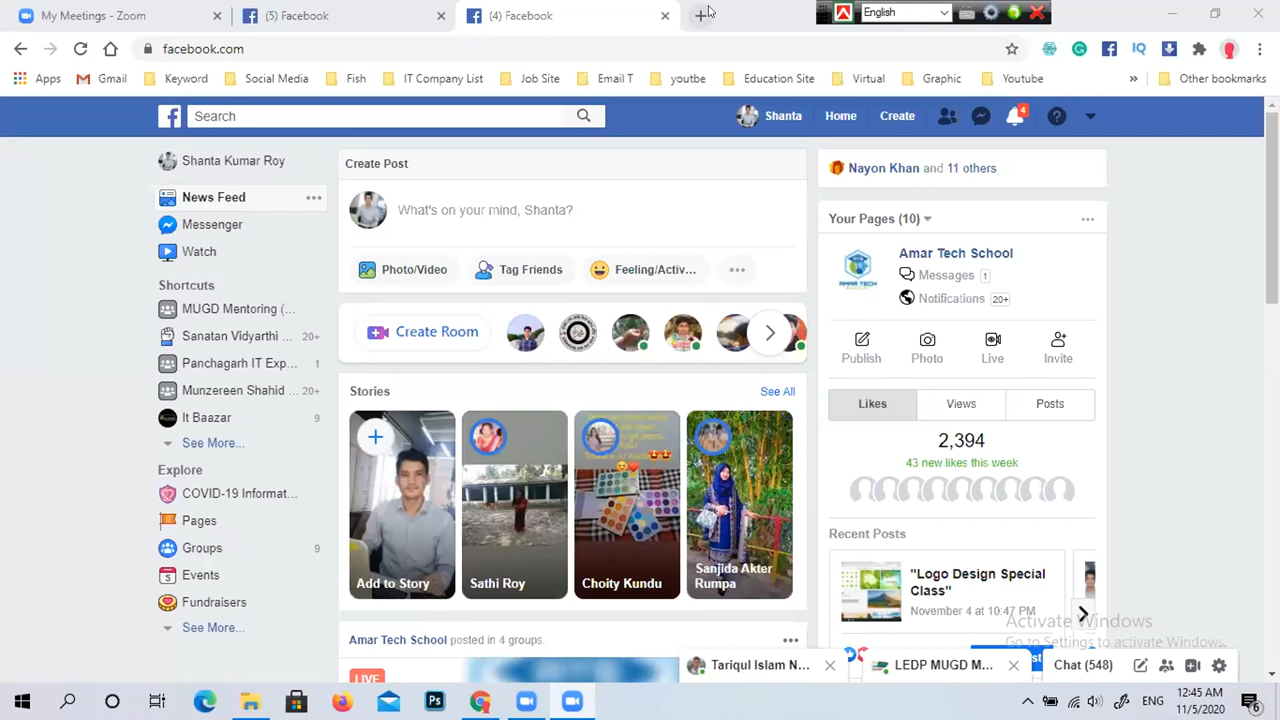 My Meetings - Zoom
(5) Facebook
(4) Facebook
English
facebook.com
Apps
Gmail
Keyword
Social Media
Fish
IT Company List
Job Site
Email T
youtbe
Education Site
Virtual
Graphic
Youtube
Other bookmarks
Search
Shanta
Home
Create
4
Shanta Kumar Roy
News Feed
Messenger
Watch
Shortcuts
MUGD Mentoring (...
Sanatan Vidyarthi ... 20+
Panchagarh IT Exp... 1
Munzereen Shahid ... 20+
It Baazar 9
See More...
Explore
COVID-19 Informat...
Pages
Groups 9
Events
Fundraisers
See More...
Create Post
What's on your mind, Shanta?
Photo/Video
Tag Friends
Feeling/Activ...
Create Room
Stories
See All
Add to Story
Sathi Roy
Choity Kundu
Sanjida Akter
Rumpa
Amar Tech School posted in 4 groups.
LIVE
Nayon Khan and 11 others
Your Pages (10)
Amar Tech School
Messages 1
Notifications 20+
Publish
Photo
Live
Invite
Likes
Views
Posts
2,394
43 new likes this week
Recent Posts
"Logo Design Special
Class"
November 4 at 10:47 PM
Activate Windows
Go to Settings to activate Windows.
Tariqul Islam N...
LEDP MUGD M...
Chat (548)
ENG
12:45 AM
11/5/2020
6